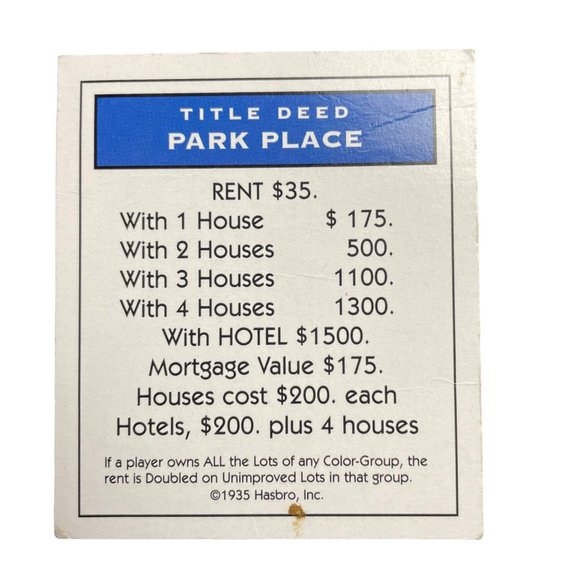 TITLE DEED
PARK PLACE
RENT $35.
With 1 House $ 175.
With 2 Houses 500.
With 3 Houses 1100.
With 4 Houses 1300.
With HOTEL $1500.
Mortgage Value $175.
Houses cost $200. each
Hotels, $200. plus 4 houses
If a player owns ALL the Lots of any Color-Group, the
rent is Doubled on Unimproved Lots in that group.
©1935 Hasbro, Inc.